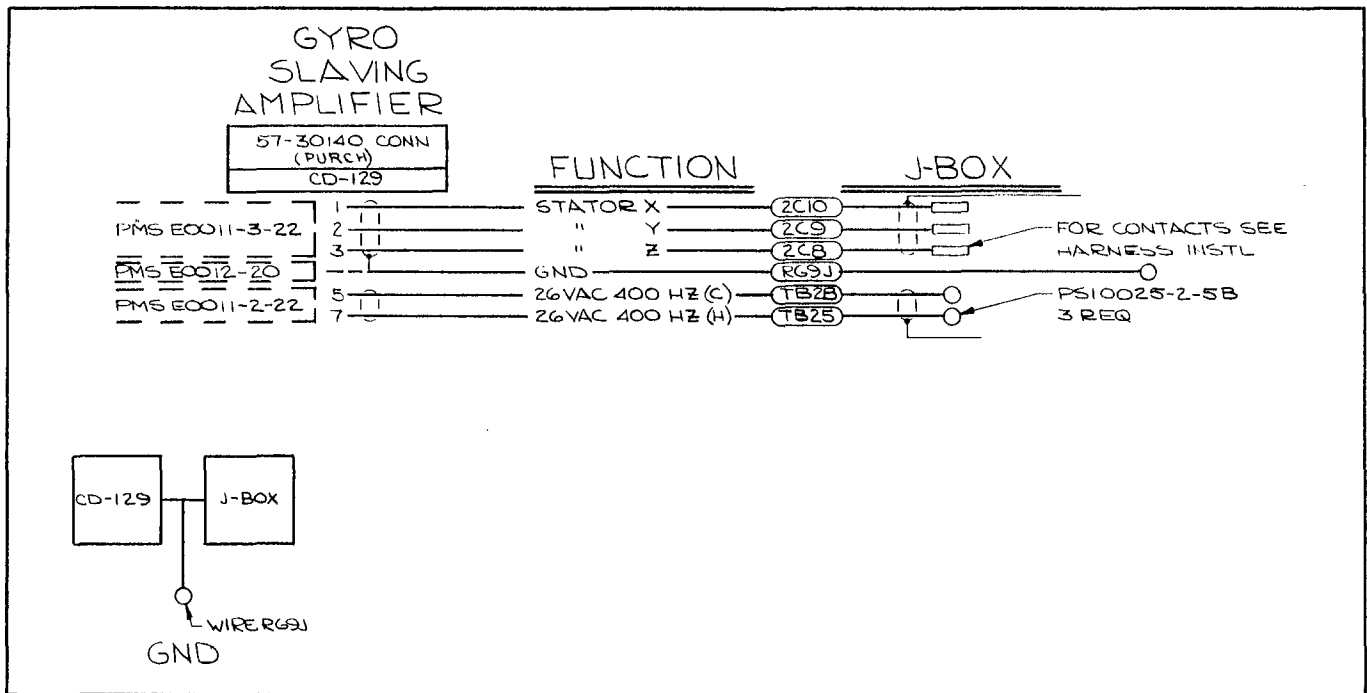 GYRO
SLAVING
AMPLIFIER
57-30140 CONN
(PURCH)
CD-129
FUNCTION
J-BOX
PMS E0011-3-22
1 STATOR X 2C10
2 " Y 2C9
3 " Z 2C8
FOR CONTACTS SEE
HARNESS INSTL
PMS E0012-20
GND RG9J
PMS E0011-2-22
5 26VAC 400 HZ (C) TB28
7 26VAC 400 HZ (H) TB25
PS10025-2-5B
3 REQ
CD-129
J-BOX
WIRE RG9J
GND